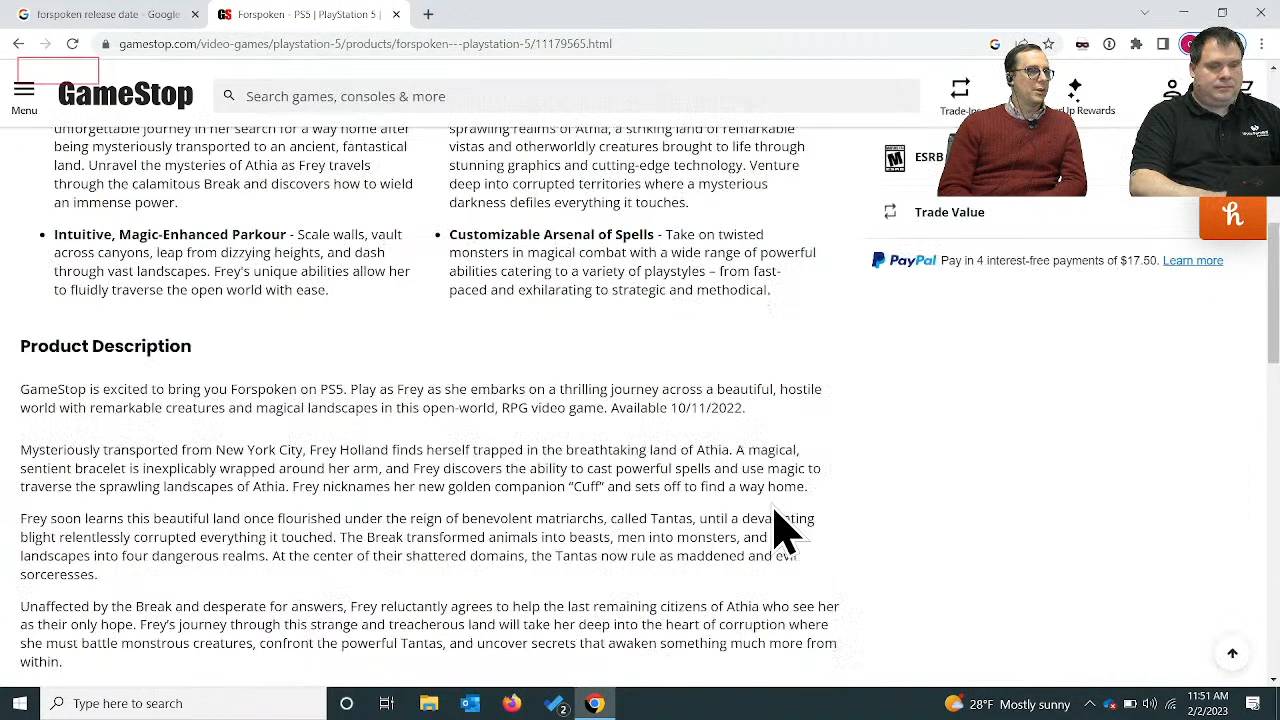 forspoken release date - Google
Forspoken - PS5 | PlayStation 5 |
gamestop.com/video-games/playstation-5/products/forspoken---playstation-5/11179565.html
Menu
GameStop
Search games, consoles & more
Trade-Ins
Up Rewards
unforgettable journey in her search for a way home after
being mysteriously transported to an ancient, fantastical
land. Unravel the mysteries of Athia as Frey travels
through the calamitous Break and discovers how to wield
an immense power.
sprawling realms of Athia, a striking land of remarkable
vistas and otherworldly creatures brought to life through
stunning graphics and cutting-edge technology. Venture
deep into corrupted territories where a mysterious
darkness defiles everything it touches.
Intuitive, Magic-Enhanced Parkour - Scale walls, vault
across canyons, leap from dizzying heights, and dash
through vast landscapes. Frey's unique abilities allow her
to fluidly traverse the open world with ease.
Customizable Arsenal of Spells - Take on twisted
monsters in magical combat with a wide range of powerful
abilities catering to a variety of playstyles – from fast-
paced and exhilarating to strategic and methodical.
M
ESRB
Trade Value
h
PayPal Pay in 4 interest-free payments of $17.50. Learn more
Product Description
GameStop is excited to bring you Forspoken on PS5. Play as Frey as she embarks on a thrilling journey across a beautiful, hostile
world with remarkable creatures and magical landscapes in this open-world, RPG video game. Available 10/11/2022.
Mysteriously transported from New York City, Frey Holland finds herself trapped in the breathtaking land of Athia. A magical,
sentient bracelet is inexplicably wrapped around her arm, and Frey discovers the ability to cast powerful spells and use magic to
traverse the sprawling landscapes of Athia. Frey nicknames her new golden companion “Cuff” and sets off to find a way home.
Frey soon learns this beautiful land once flourished under the reign of benevolent matriarchs, called Tantas, until a devastating
blight relentlessly corrupted everything it touched. The Break transformed animals into beasts, men into monsters, and
landscapes into four dangerous realms. At the center of their shattered domains, the Tantas now rule as maddened and evil
sorceresses.
Unaffected by the Break and desperate for answers, Frey reluctantly agrees to help the last remaining citizens of Athia who see her
as their only hope. Frey’s journey through this strange and treacherous land will take her deep into the heart of corruption where
she must battle monstrous creatures, confront the powerful Tantas, and uncover secrets that awaken something much more from
within.
Type here to search
2
28°F Mostly sunny
11:51 AM
2/2/2023